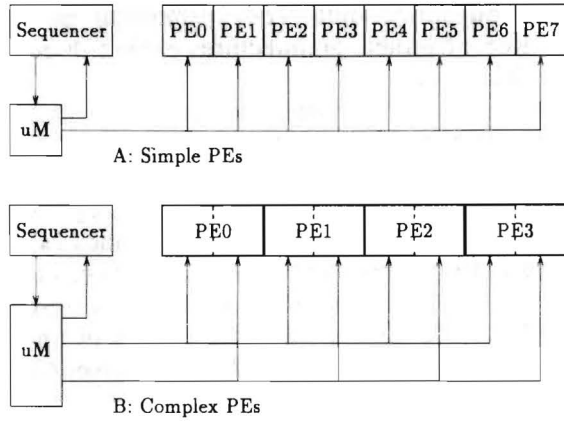 Sequencer PE0 PE1 PE2 PE3 PE4 PE5 PE6 PE7
uM
A: Simple PEs
Sequencer PE0 PE1 PE2 PE3
uM
B: Complex PEs